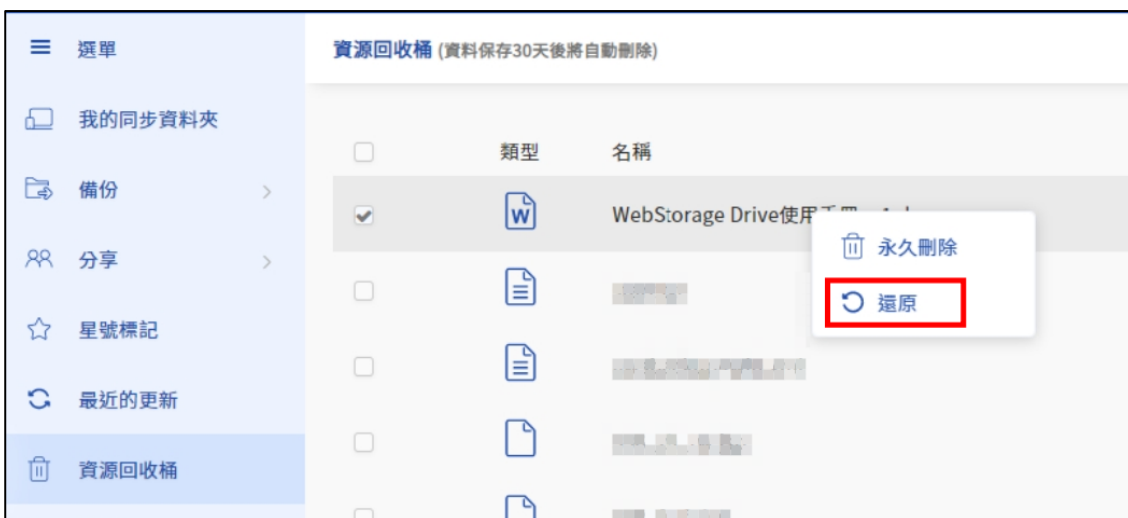 選單
資源回收桶 (資料保存30天後將自動刪除)
我的同步資料夾
類型 名稱
備份
W WebStorage Drive使用
永久刪除
分享
還原
星號標記
最近的更新
資源回收桶